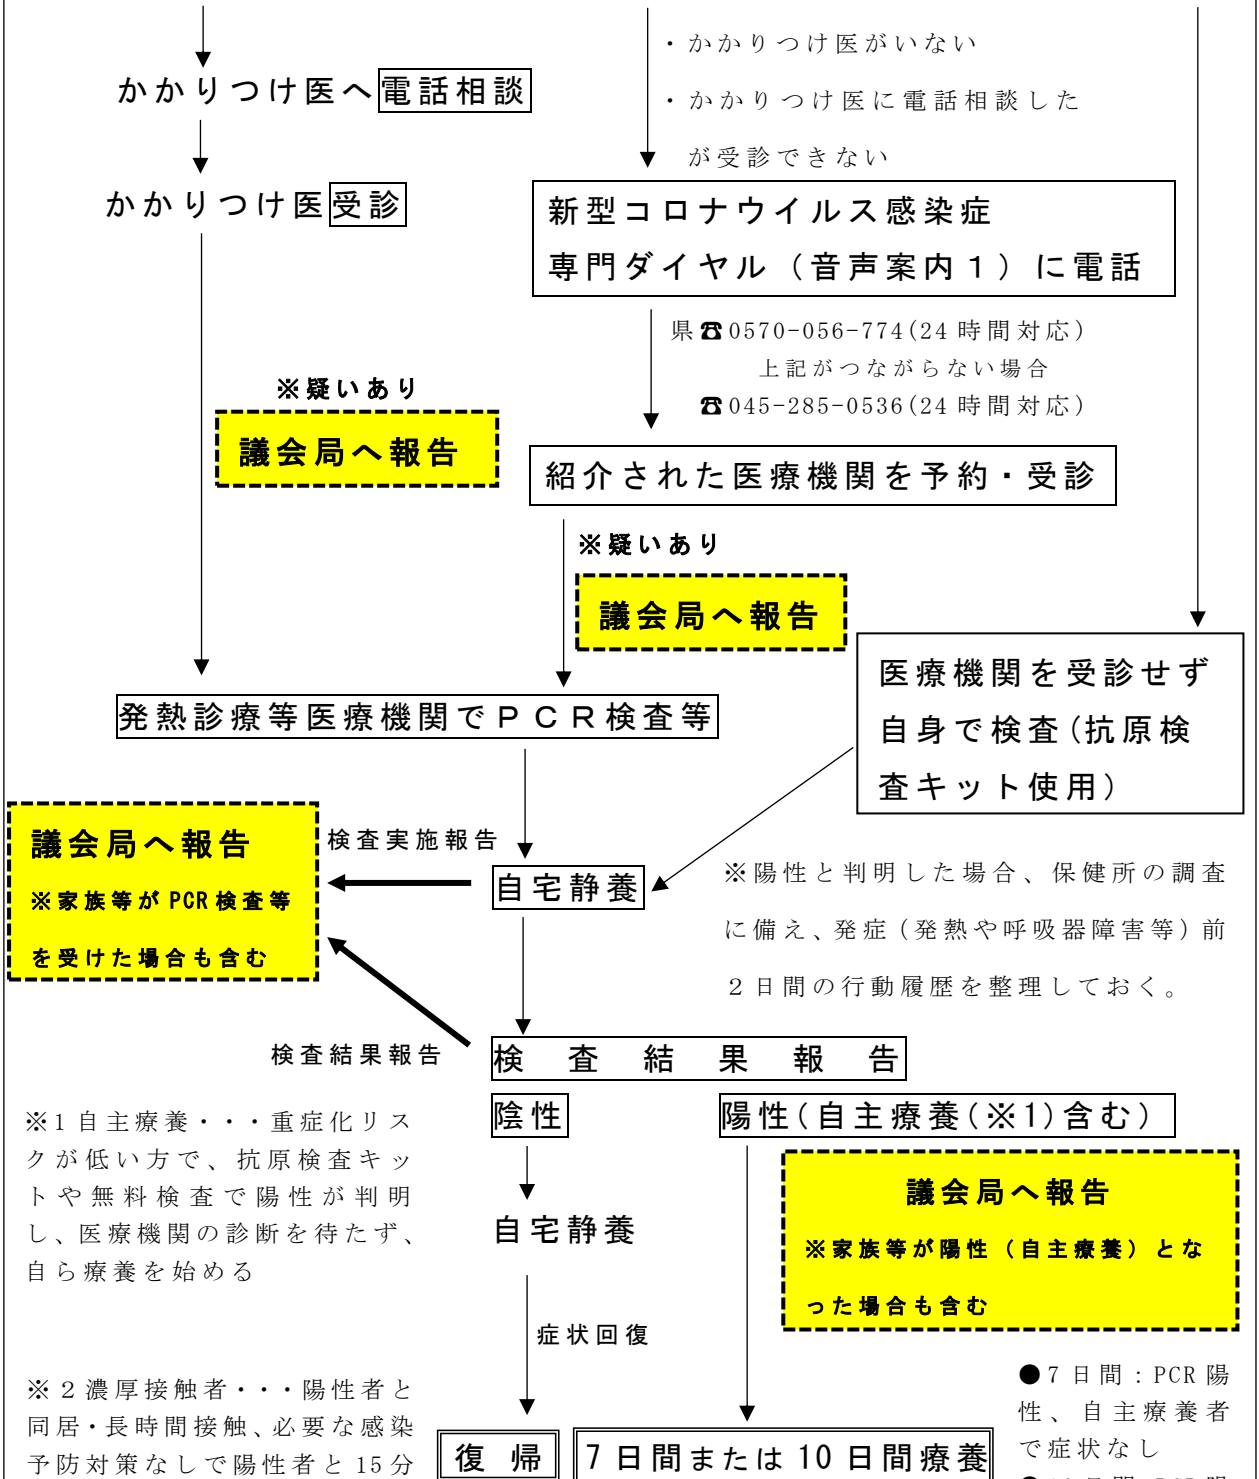 ・かかりつけ医がいない
かかりつけ医へ電話相談
・かかりつけ医に電話相談した
が受診できない
かかりつけ医受診
新型コロナウイルス感染症
専門ダイヤル（音声案内１）に電話
県☎0570-056-774(24時間対応)
上記がつながらない場合
☎045-285-0536(24時間対応)
※疑いあり
議会局へ報告
紹介された医療機関を予約・受診
※疑いあり
議会局へ報告
医療機関を受診せず
自身で検査(抗原検
査キット使用)
発熱診療等医療機関でＰＣＲ検査等
議会局へ報告
※家族等がPCR検査等
を受けた場合も含む
検査実施報告
自宅静養
※陽性と判明した場合、保健所の調査
に備え、発症(発熱や呼吸器障害等)前
２日間の行動履歴を整理しておく。
検査結果報告
検査結果報告
陰性
陽性(自主療養(※1)含む)
※1自主療養・・・重症化リス
クが低い方で、抗原検査キッ
トや無料検査で陽性が判明
し、医療機関の診断を待たず、
自ら療養を始める
自宅静養
議会局へ報告
※家族等が陽性（自主療養）とな
った場合も含む
症状回復
※２濃厚接触者・・・陽性者と
同居・長時間接触、必要な感染
予防対策なしで陽性者と15分
復帰
7日間または10日間療養
●7日間：PCR陽
性、自主療養者
で症状なし